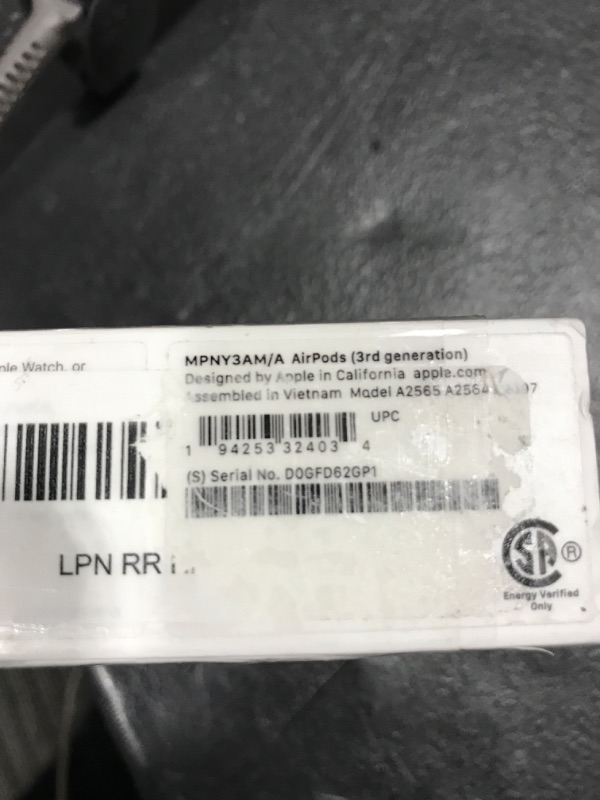 ple Watch, or
MPNY3AM/A AirPods (3rd generation)
Designed by Apple in California apple.com
Assembled in Vietnam Model A2565 A2564
UPC
1 94253 32403 4
(S) Serial No. D0GFD62GP1
LPN RR
SA ®
Energy Verified
Only